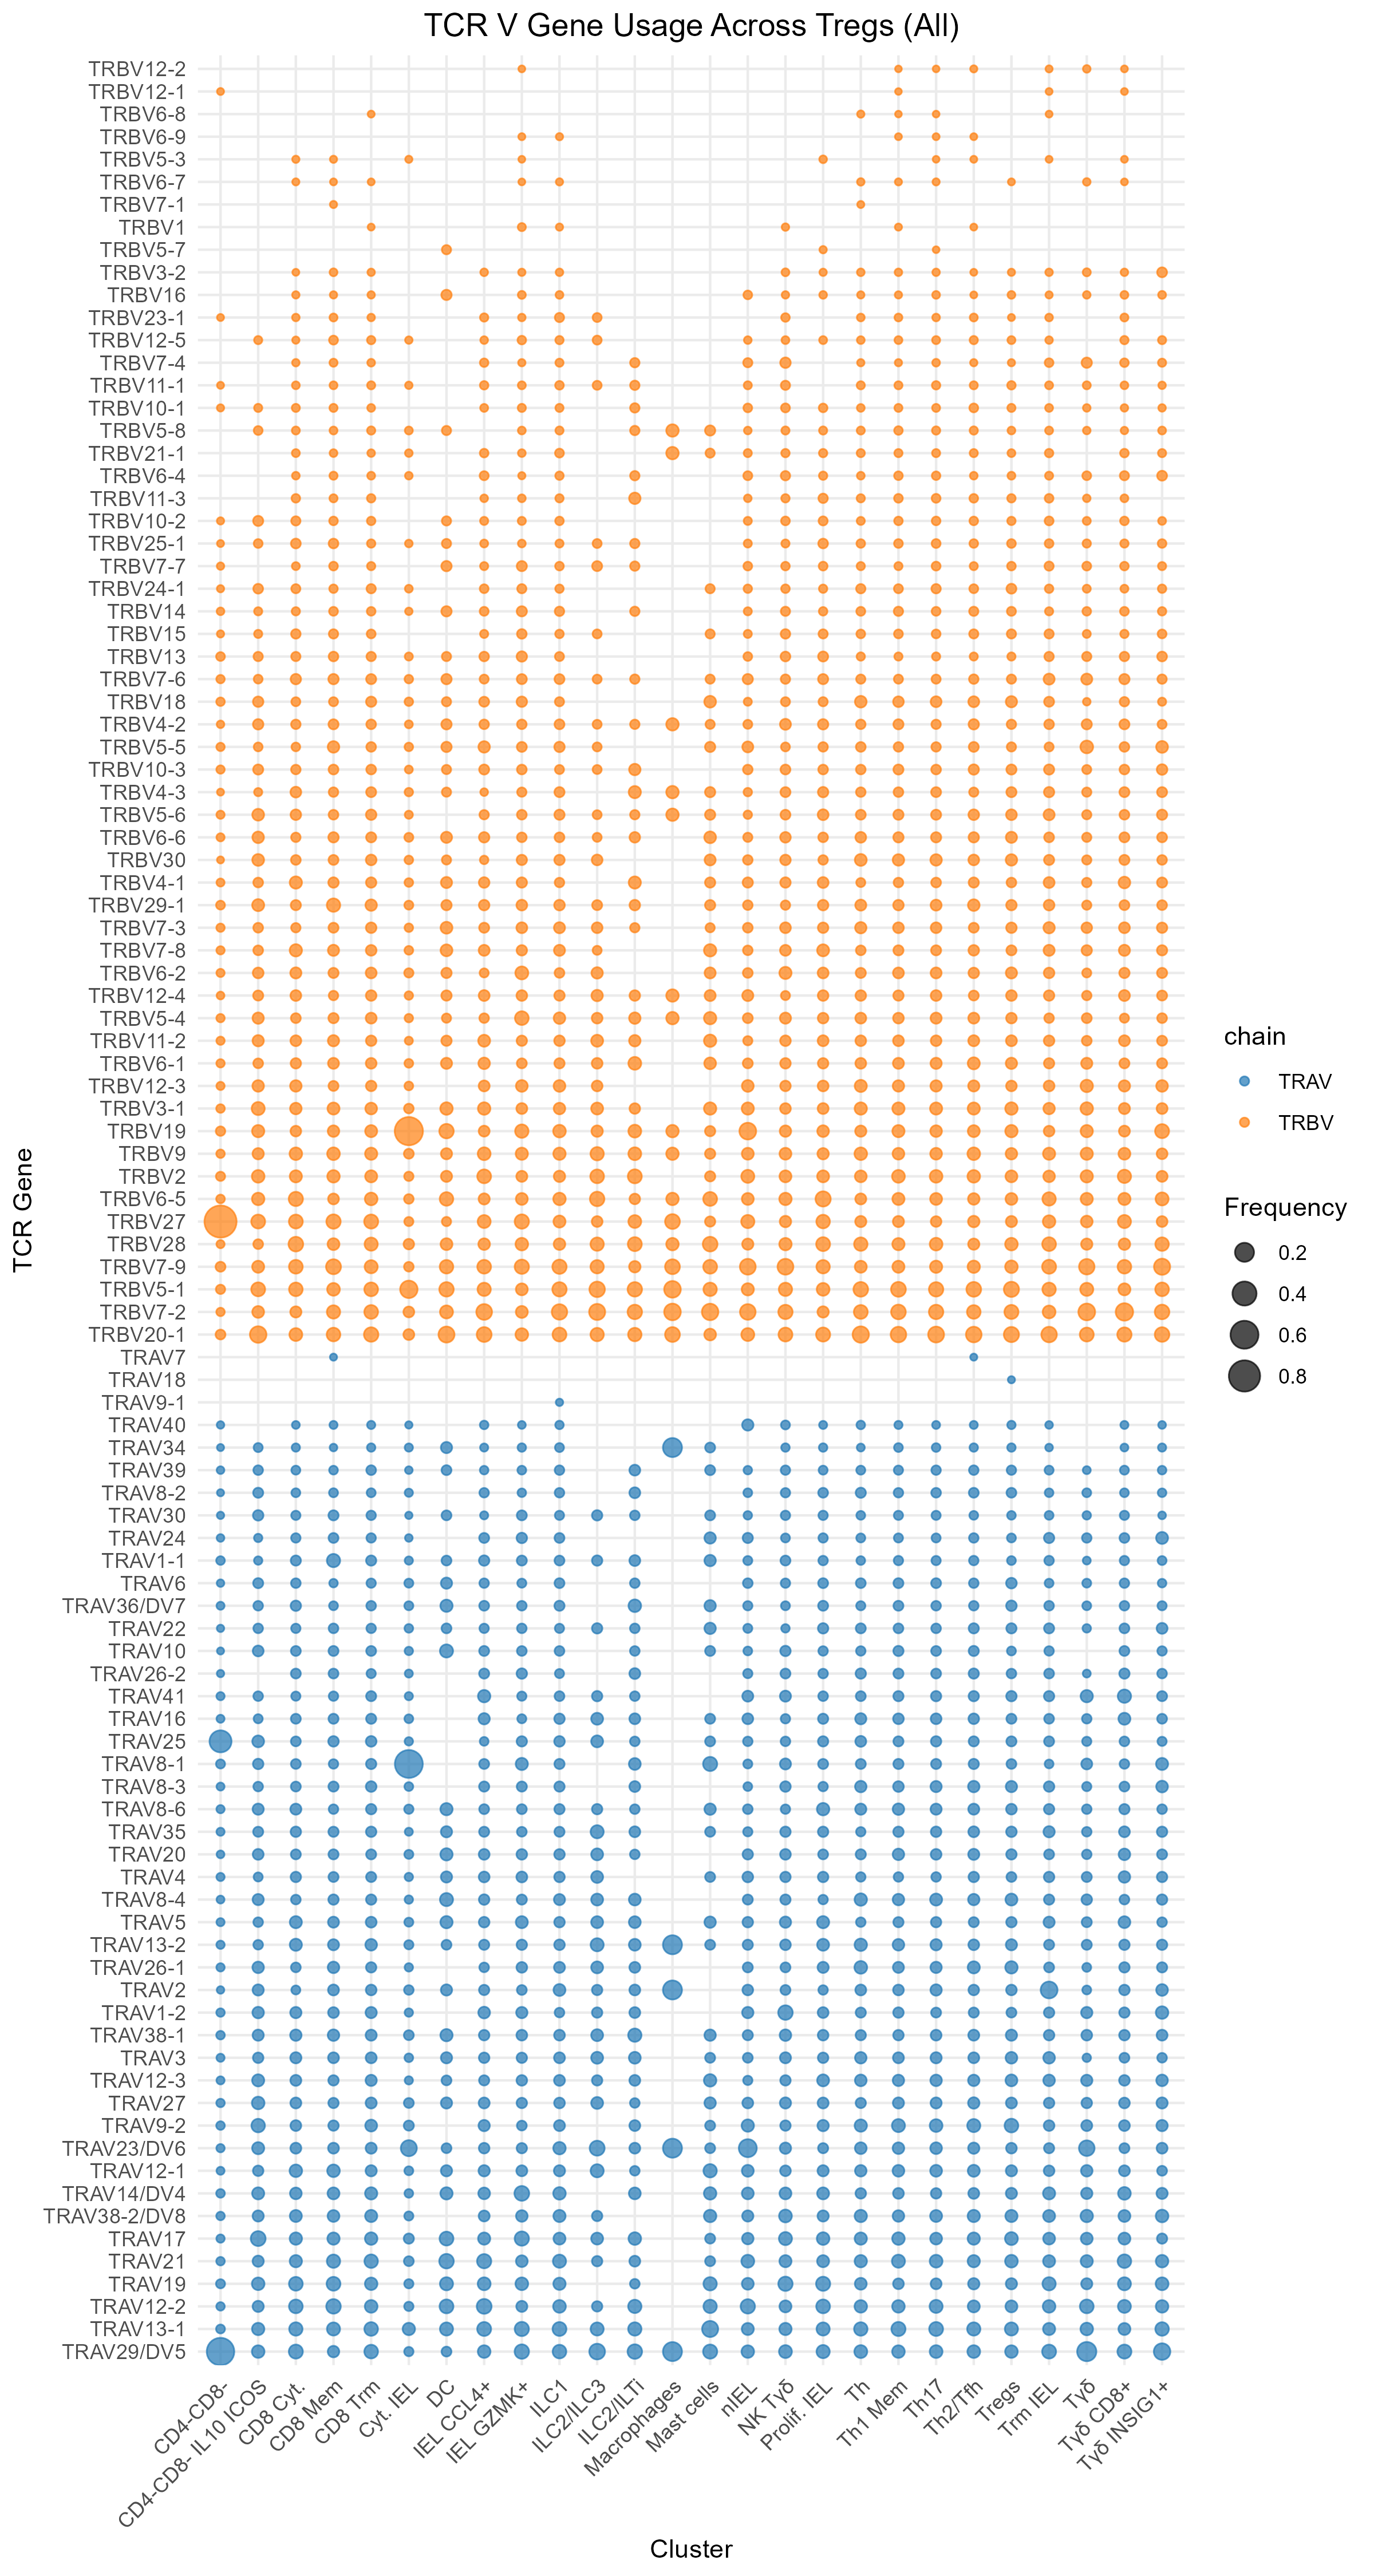 TCR V Gene Usage Across Tregs (All)
TRBV12-2
TRBV12-1
TRBV6-8
TRBV6-9
TRBV5-3
TRBV6-7
TRBV7-1
TRBV1
TRBV5-7
TRBV3-2
TRBV16
TRBV23-1
TRBV12-5
TRBV7-4
TRBV11-1
TRBV10-1
TRBV5-8
TRBV21-1
TRBV6-4
TRBV11-3
TRBV10-2
TRBV25-1
TRBV7-7
TRBV24-1
TRBV14
TRBV15
TRBV13
TRBV7-6
TRBV18
TRBV4-2
TRBV5-5
TRBV10-3
TRBV4-3
TRBV5-6
TRBV6-6
TRBV30
TRBV4-1
TRBV29-1
TRBV7-3
TRBV7-8
TRBV6-2
TRBV12-4
TRBV5-4
TRBV11-2
TRBV6-1
TRBV12-3
TRBV3-1
TRBV19
TRBV9
TRBV2
TRBV6-5
TRBV27
TRBV28
TRBV7-9
TRBV5-1
TRBV7-2
TRBV20-1
TRAV7
TRAV18
TRAV9-1
TRAV40
TRAV34
TRAV39
TRAV8-2
TRAV30
TRAV24
TRAV1-1
TRAV6
TRAV36/DV7
TRAV22
TRAV10
TRAV26-2
TRAV41
TRAV16
TRAV25
TRAV8-1
TRAV8-3
TRAV8-6
TRAV35
TRAV20
TRAV4
TRAV8-4
TRAV5
TRAV13-2
TRAV26-1
TRAV2
TRAV1-2
TRAV38-1
TRAV3
TRAV12-3
TRAV27
TRAV9-2
TRAV23/DV6
TRAV12-1
TRAV14/DV4
TRAV38-2/DV8
TRAV17
TRAV21
TRAV19
TRAV12-2
TRAV13-1
TRAV29/DV5
TCR Gene
CD4-CD8-
CD4-CD8- IL10 ICOS
CD8 Cyt.
CD8 Mem
CD8 Trm
Cyt. IEL
DC
IEL CCL4+
IEL GZMK+
ILC1
ILC2/ILC3
ILC2/ILTi
Macrophages
Mast cells
nIEL
NK Tγδ
Prolif. IEL
Th
Th1 Mem
Th17
Th2/Tfh
Tregs
Trm IEL
Tγδ
Tγδ CD8+
Tγδ INSIG1+
Cluster
chain
TRAV
TRBV
Frequency
0.2
0.4
0.6
0.8